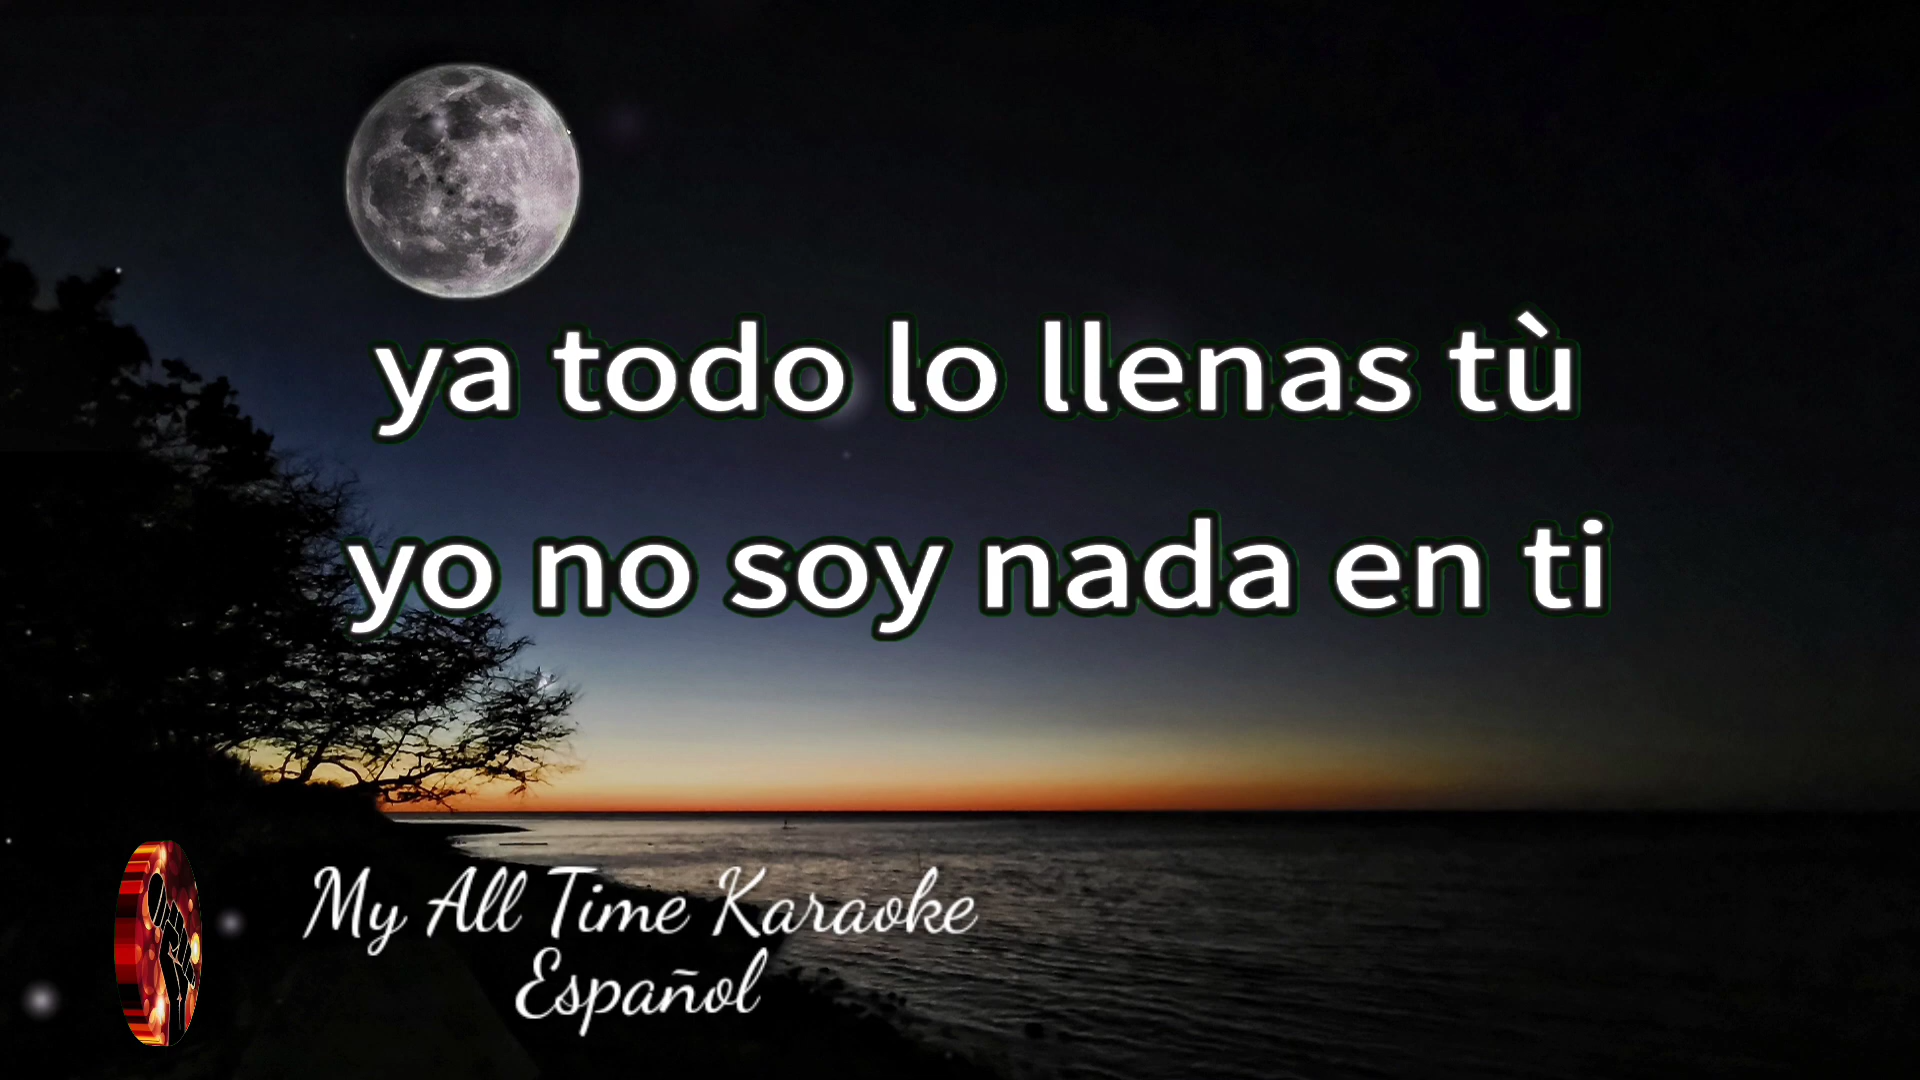 ya todo lo llenas tù
yo no soy nada en ti
My All Time Karaoke
Español